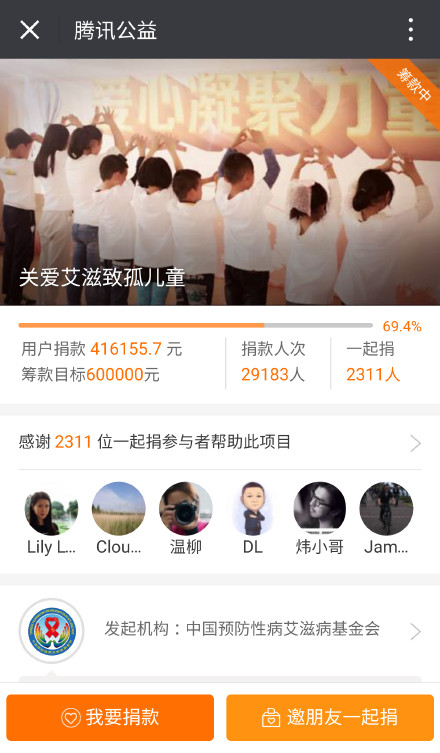 腾讯公益
筹款中
爱心凝聚力量
关爱艾滋致孤儿童
69.4%
用户捐款 416155.7 元
捐款人次
一起捐
筹款目标600000元
29183人
2311人
感谢 2311 位一起捐参与者帮助此项目
Lily L... Clou... 温柳 DL 炜小哥 Jam...
发起机构：中国预防性病艾滋病基金会
我要捐款
邀朋友一起捐